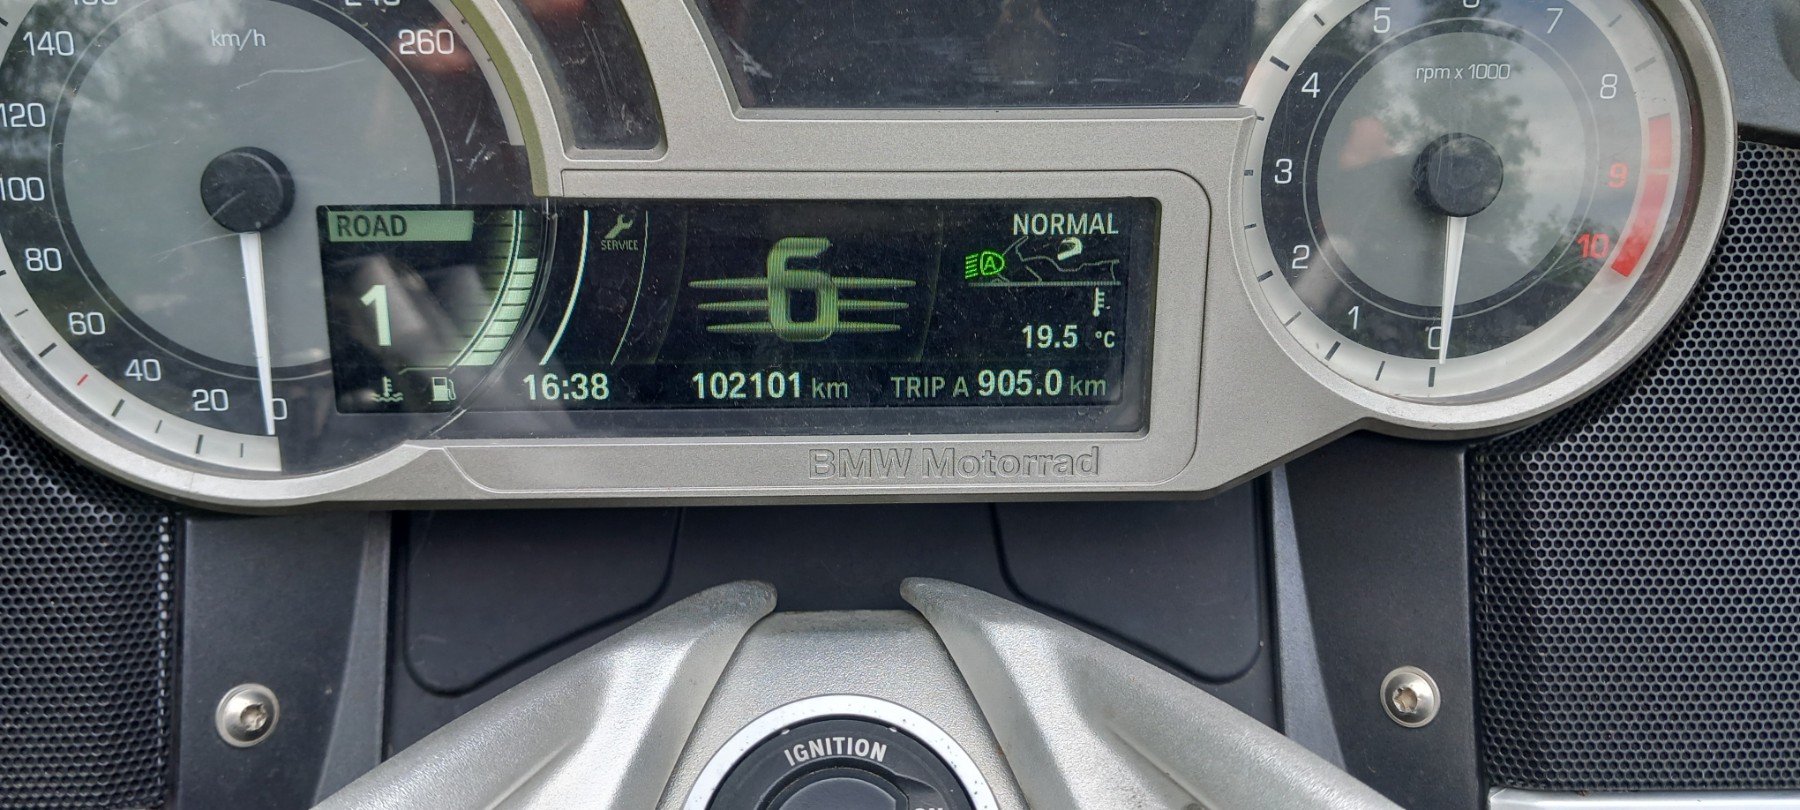 km/h
140
260
120
100
80
60
40
20
0
ROAD
1
SERVICE
6
NORMAL
A
19.5 °C
16:38
102101 km
TRIP A 905.0 km
BMW Motorrad
5
7
rpm x 1000
4
8
3
9
2
10
1
0
IGNITION